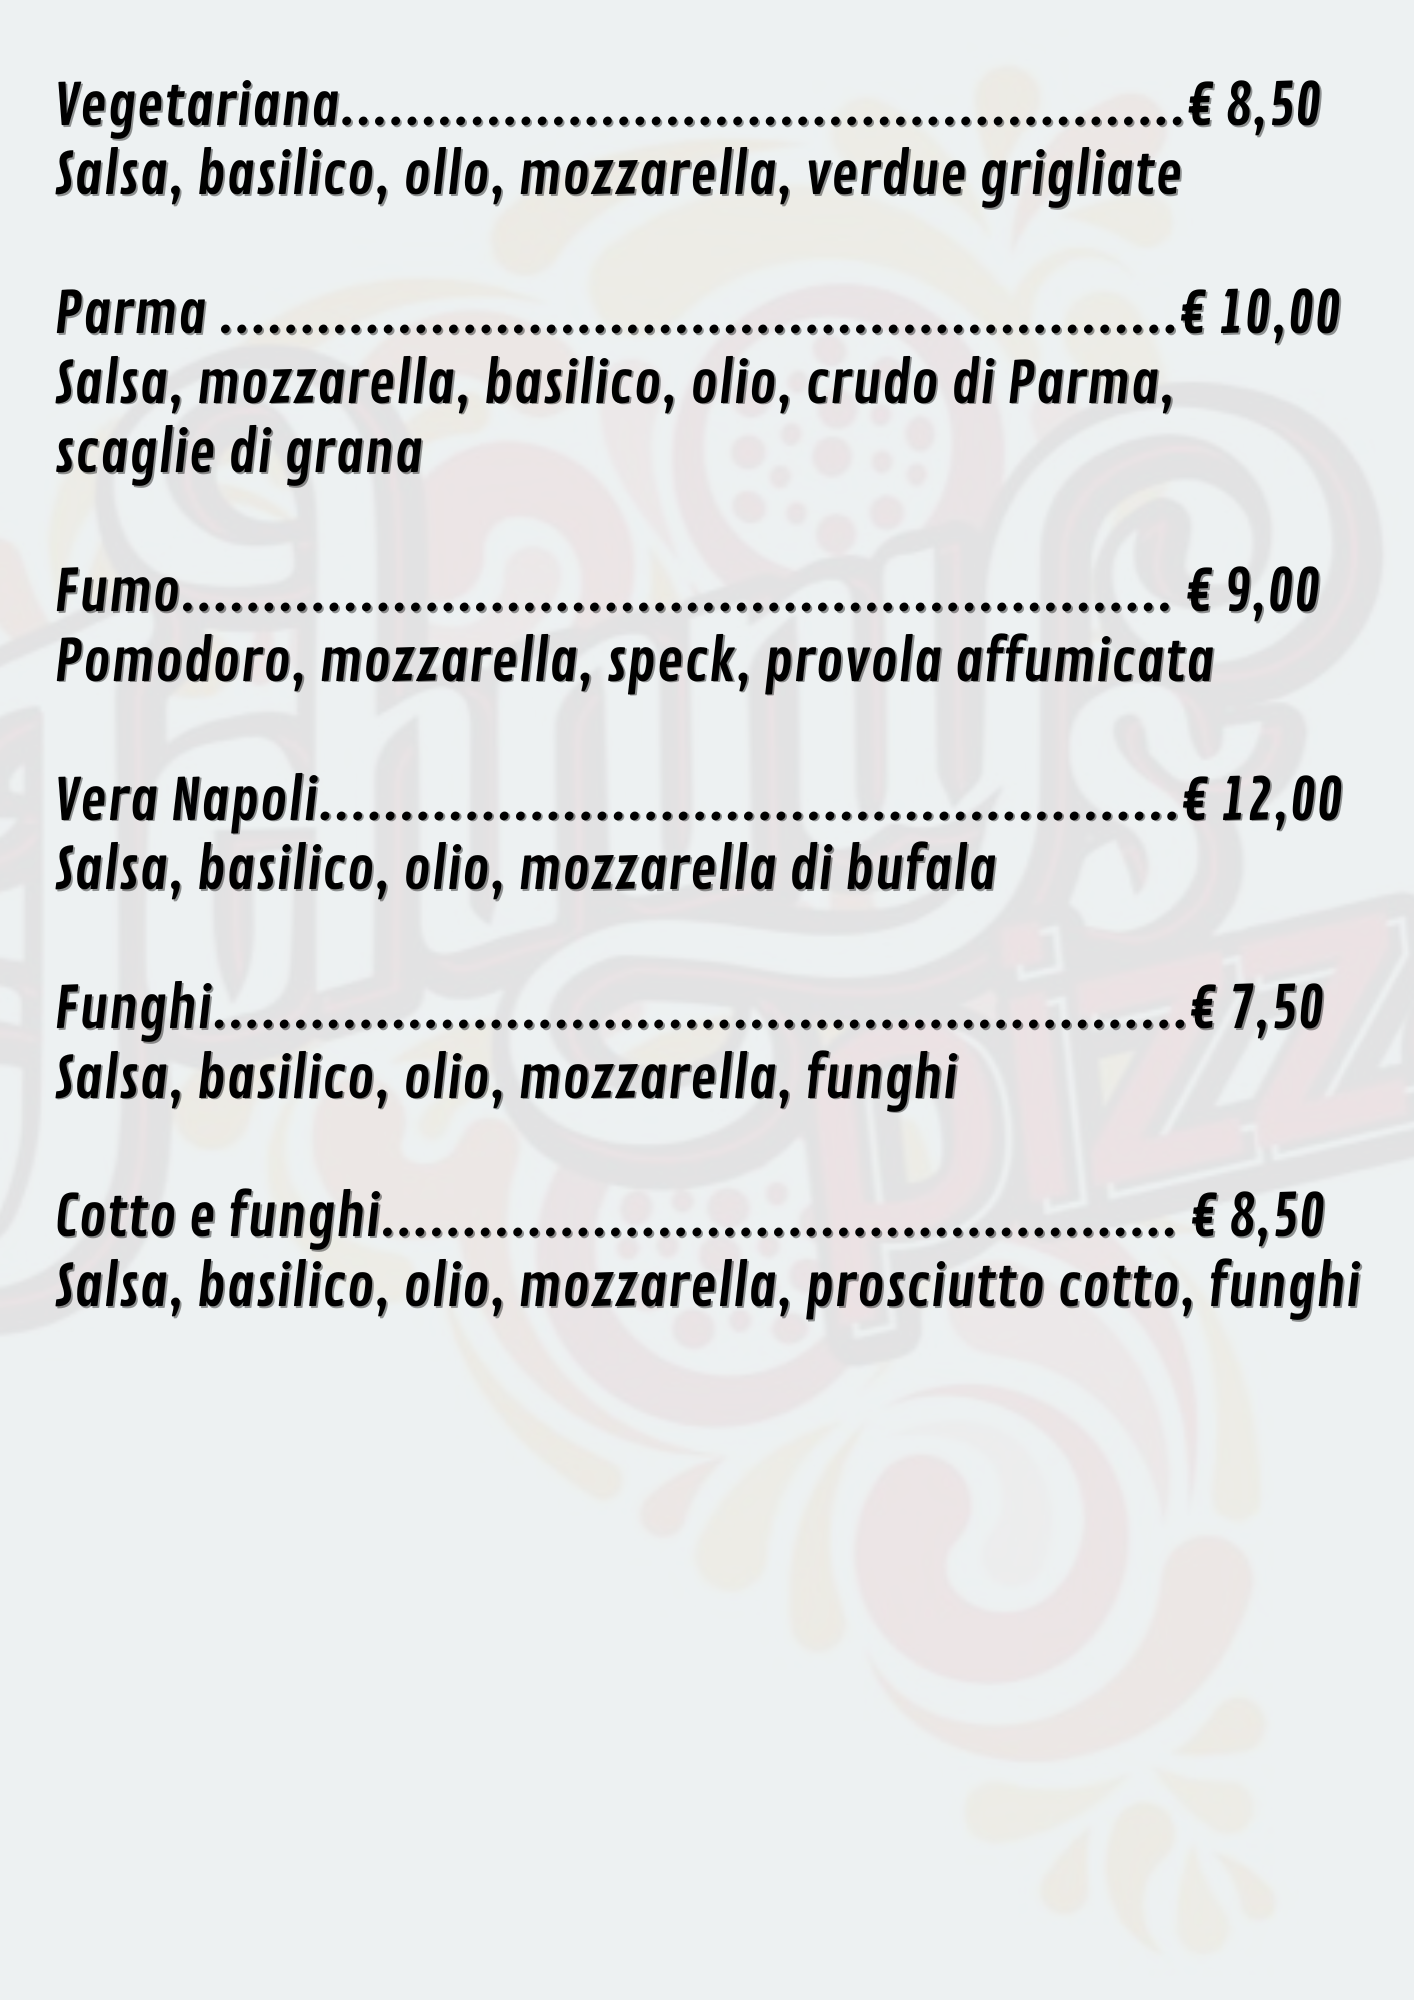 Vegetariana....................................................€ 8,50
Salsa, basilico, ollo, mozzarella, verdue grigliate
Parma ...........................................................€ 10,00
Salsa, mozzarella, basilico, olio, crudo di Parma,
scaglie di grana
Fumo............................................................. € 9,00
Pomodoro, mozzarella, speck, provola affumicata
Vera Napoli.....................................................€ 12,00
Salsa, basilico, olio, mozzarella di bufala
Funghi............................................................€ 7,50
Salsa, basilico, olio, mozzarella, funghi
Cotto e funghi................................................. € 8,50
Salsa, basilico, olio, mozzarella, prosciutto cotto, funghi